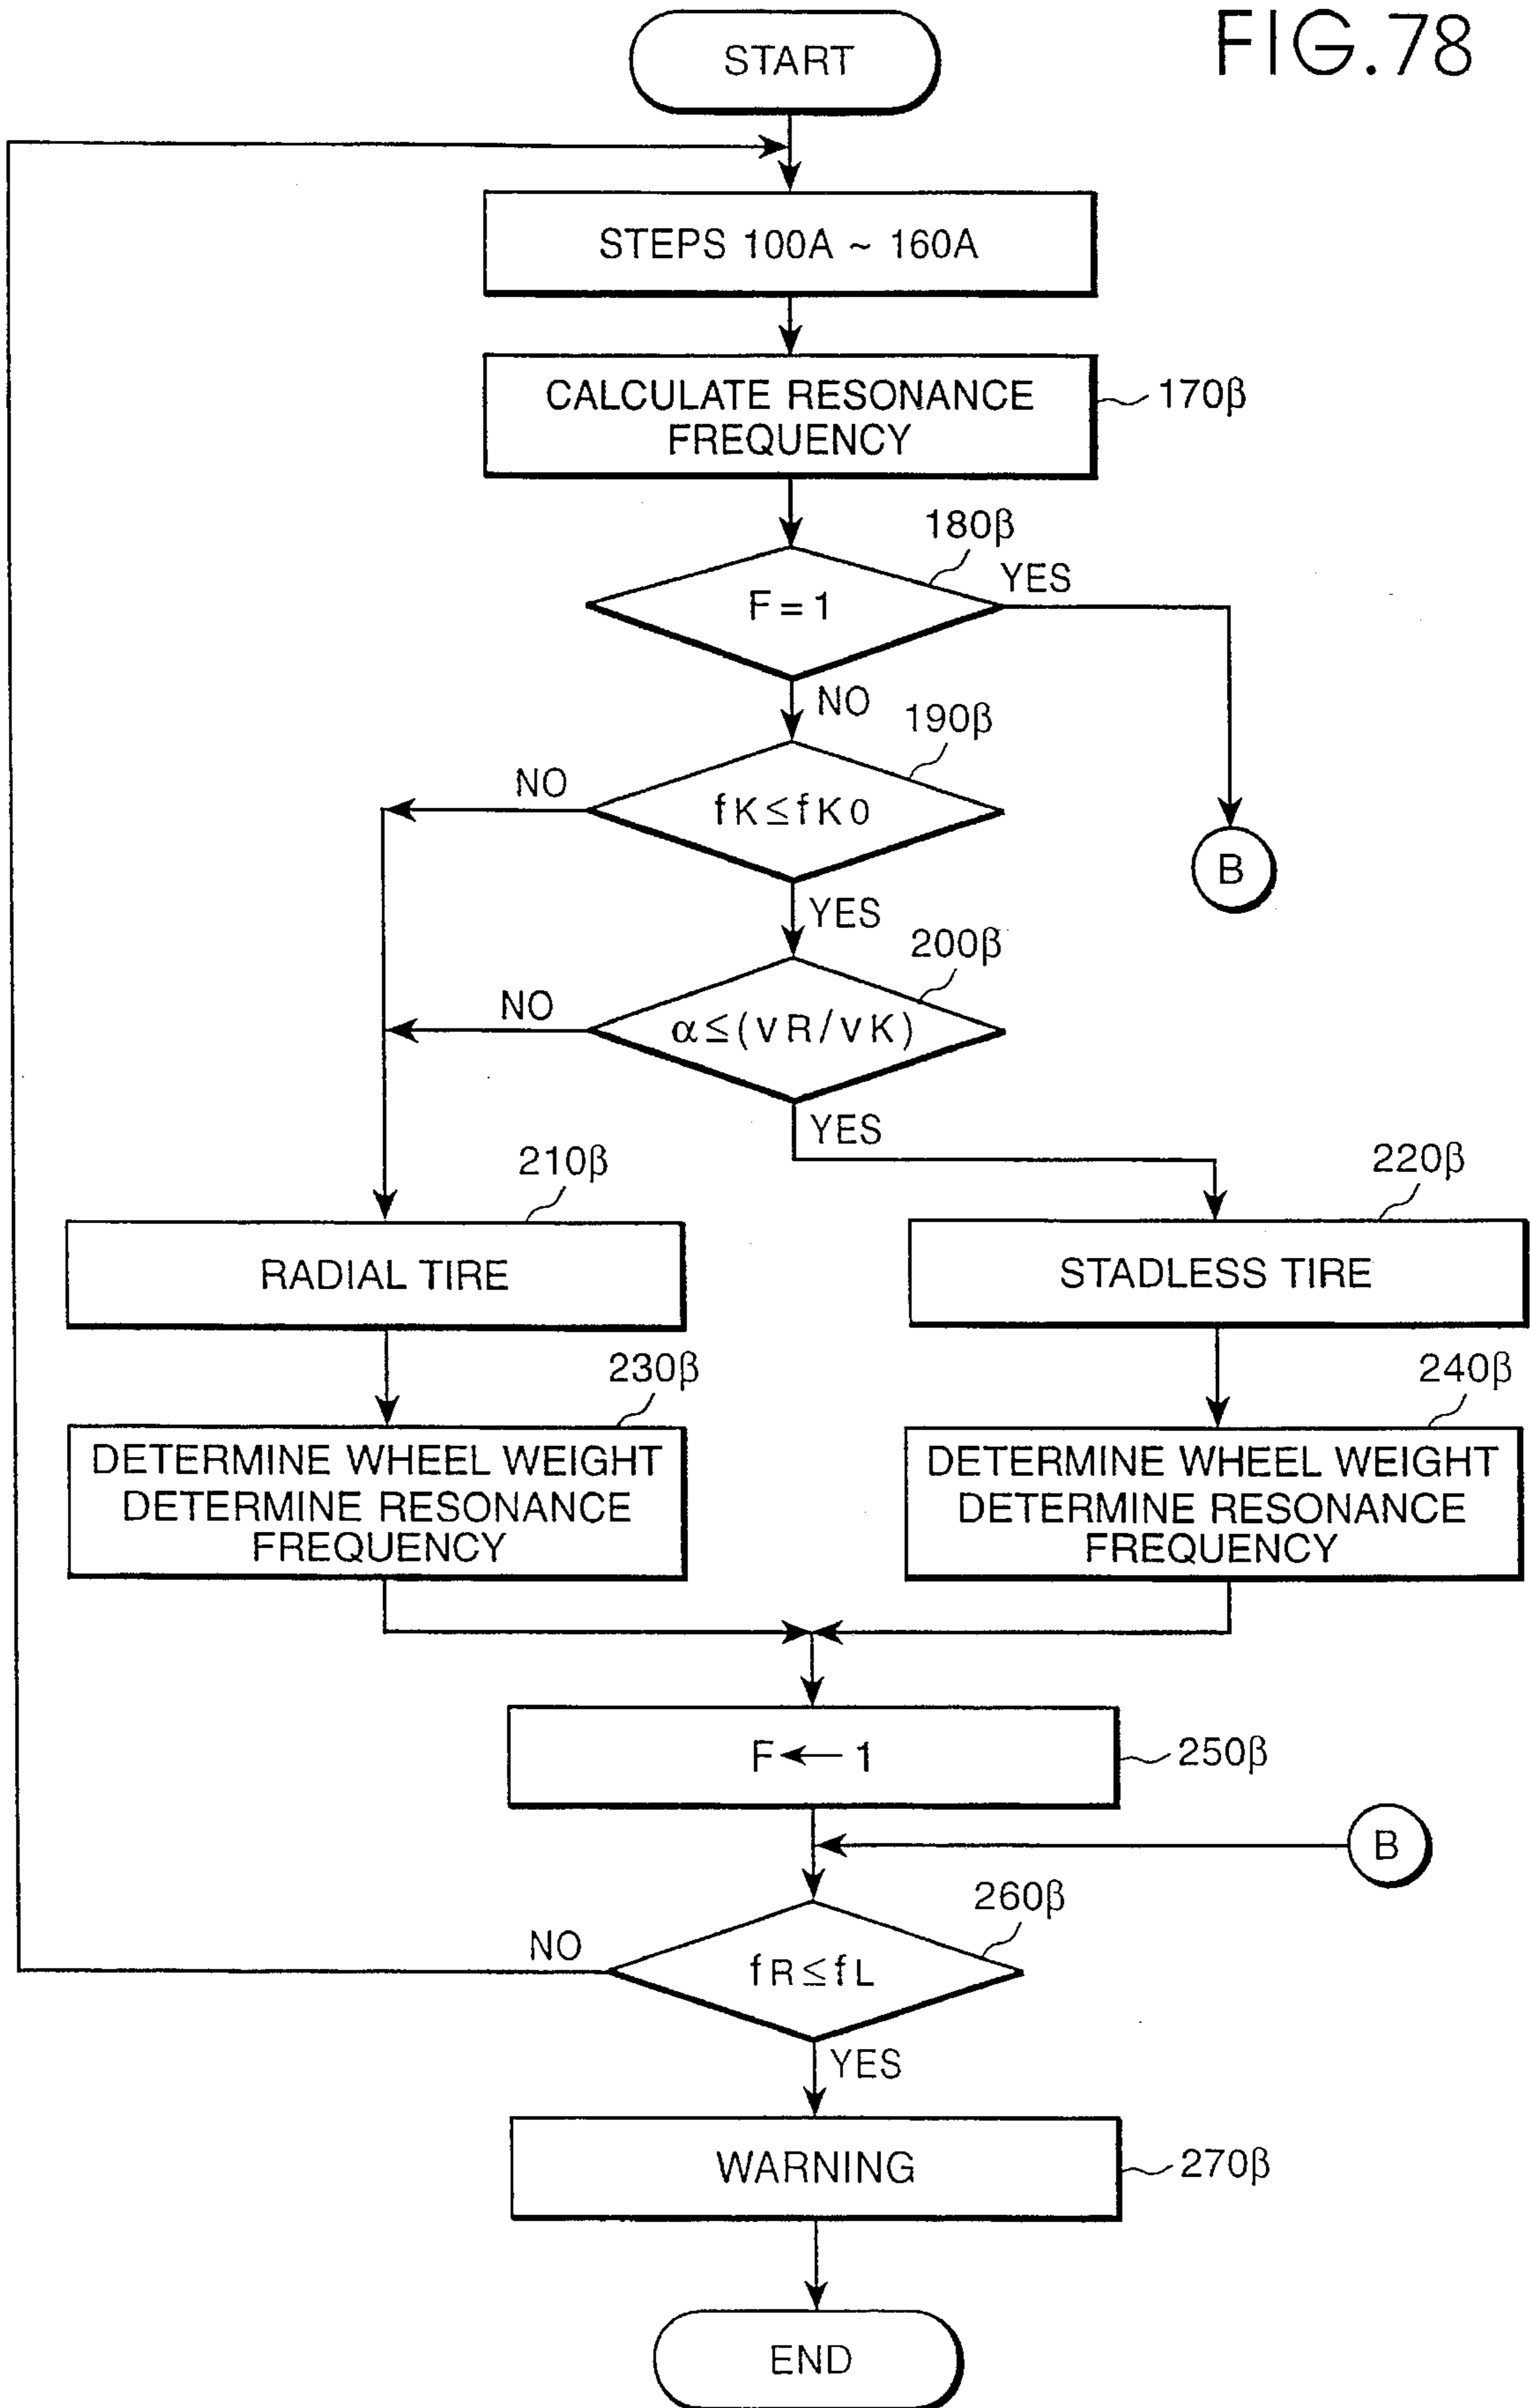 FIG.78
START
STEPS 100A ~ 160A
CALCULATE RESONANCE
FREQUENCY
170β
180β
F = 1
YES
NO
190β
fK≤fK0
NO
YES
B
200β
α≤(vR/vK)
NO
YES
210β
RADIAL TIRE
220β
STADLESS TIRE
230β
DETERMINE WHEEL WEIGHT
DETERMINE RESONANCE
FREQUENCY
240β
DETERMINE WHEEL WEIGHT
DETERMINE RESONANCE
FREQUENCY
F ← 1
250β
B
260β
fR≤fL
NO
YES
WARNING
270β
END